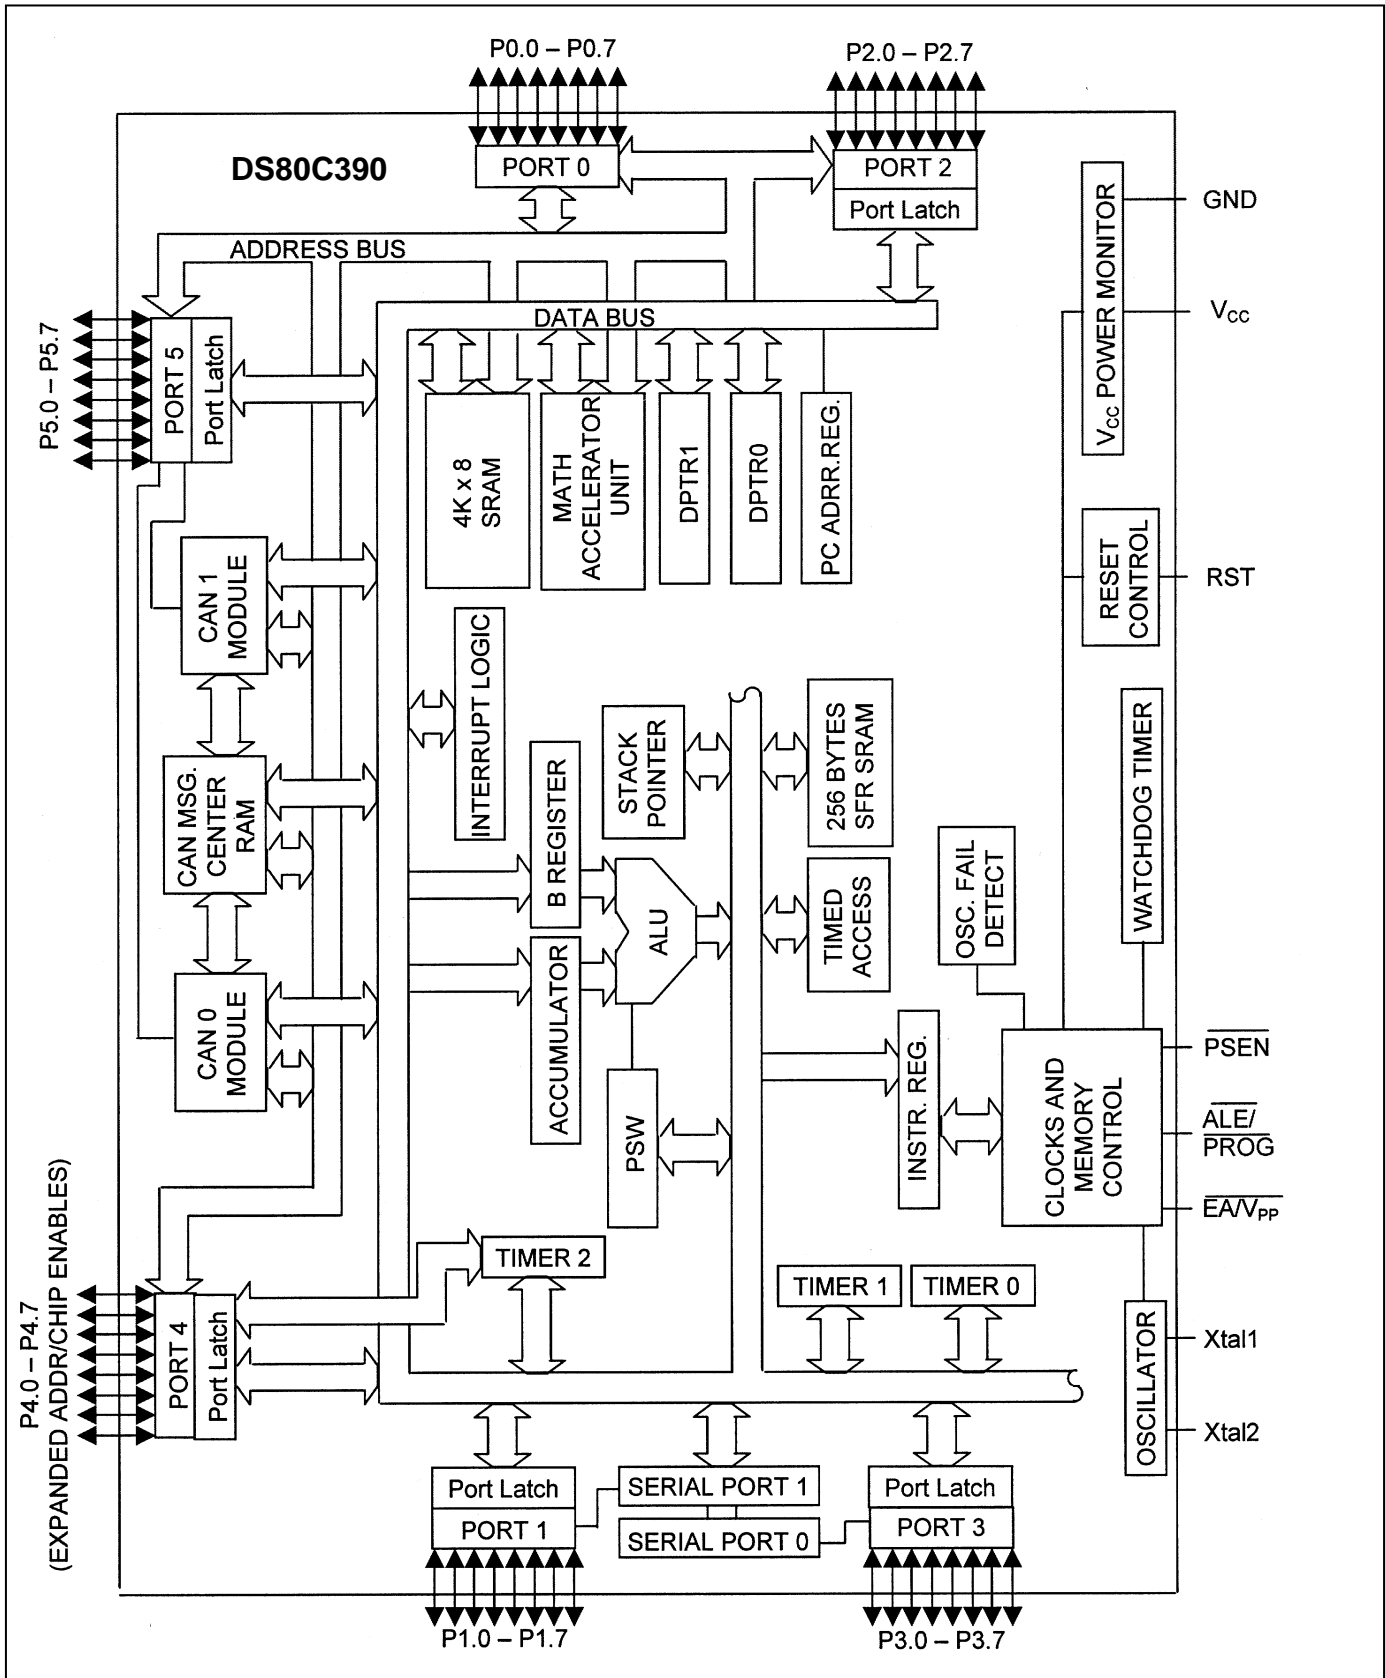 P0.0 – P0.7
P2.0 – P2.7
DS80C390
PORT 0
PORT 2
Port Latch
GND
ADDRESS BUS
V_CC POWER MONITOR
V_CC
DATA BUS
P5.0 – P5.7
PORT 5
Port Latch
4K x 8
SRAM
MATH
ACCELERATOR
UNIT
DPTR1
DPTR0
PC ADRR.REG.
RESET
CONTROL
RST
CAN 1
MODULE
INTERRUPT LOGIC
STACK
POINTER
256 BYTES
SFR SRAM
WATCHDOG TIMER
CAN MSG.
CENTER
RAM
B REGISTER
ALU
TIMED
ACCESS
OSC. FAIL
DETECT
CAN 0
MODULE
ACCUMULATOR
PSW
INSTR. REG.
CLOCKS AND
MEMORY
CONTROL
PSEN
ALE/
PROG
EA/V_PP
P4.0 – P4.7
(EXPANDED ADDR/CHIP ENABLES)
PORT 4
Port Latch
TIMER 2
TIMER 1
TIMER 0
OSCILLATOR
Xtal1
Xtal2
Port Latch
PORT 1
SERIAL PORT 1
SERIAL PORT 0
Port Latch
PORT 3
P1.0 – P1.7
P3.0 – P3.7